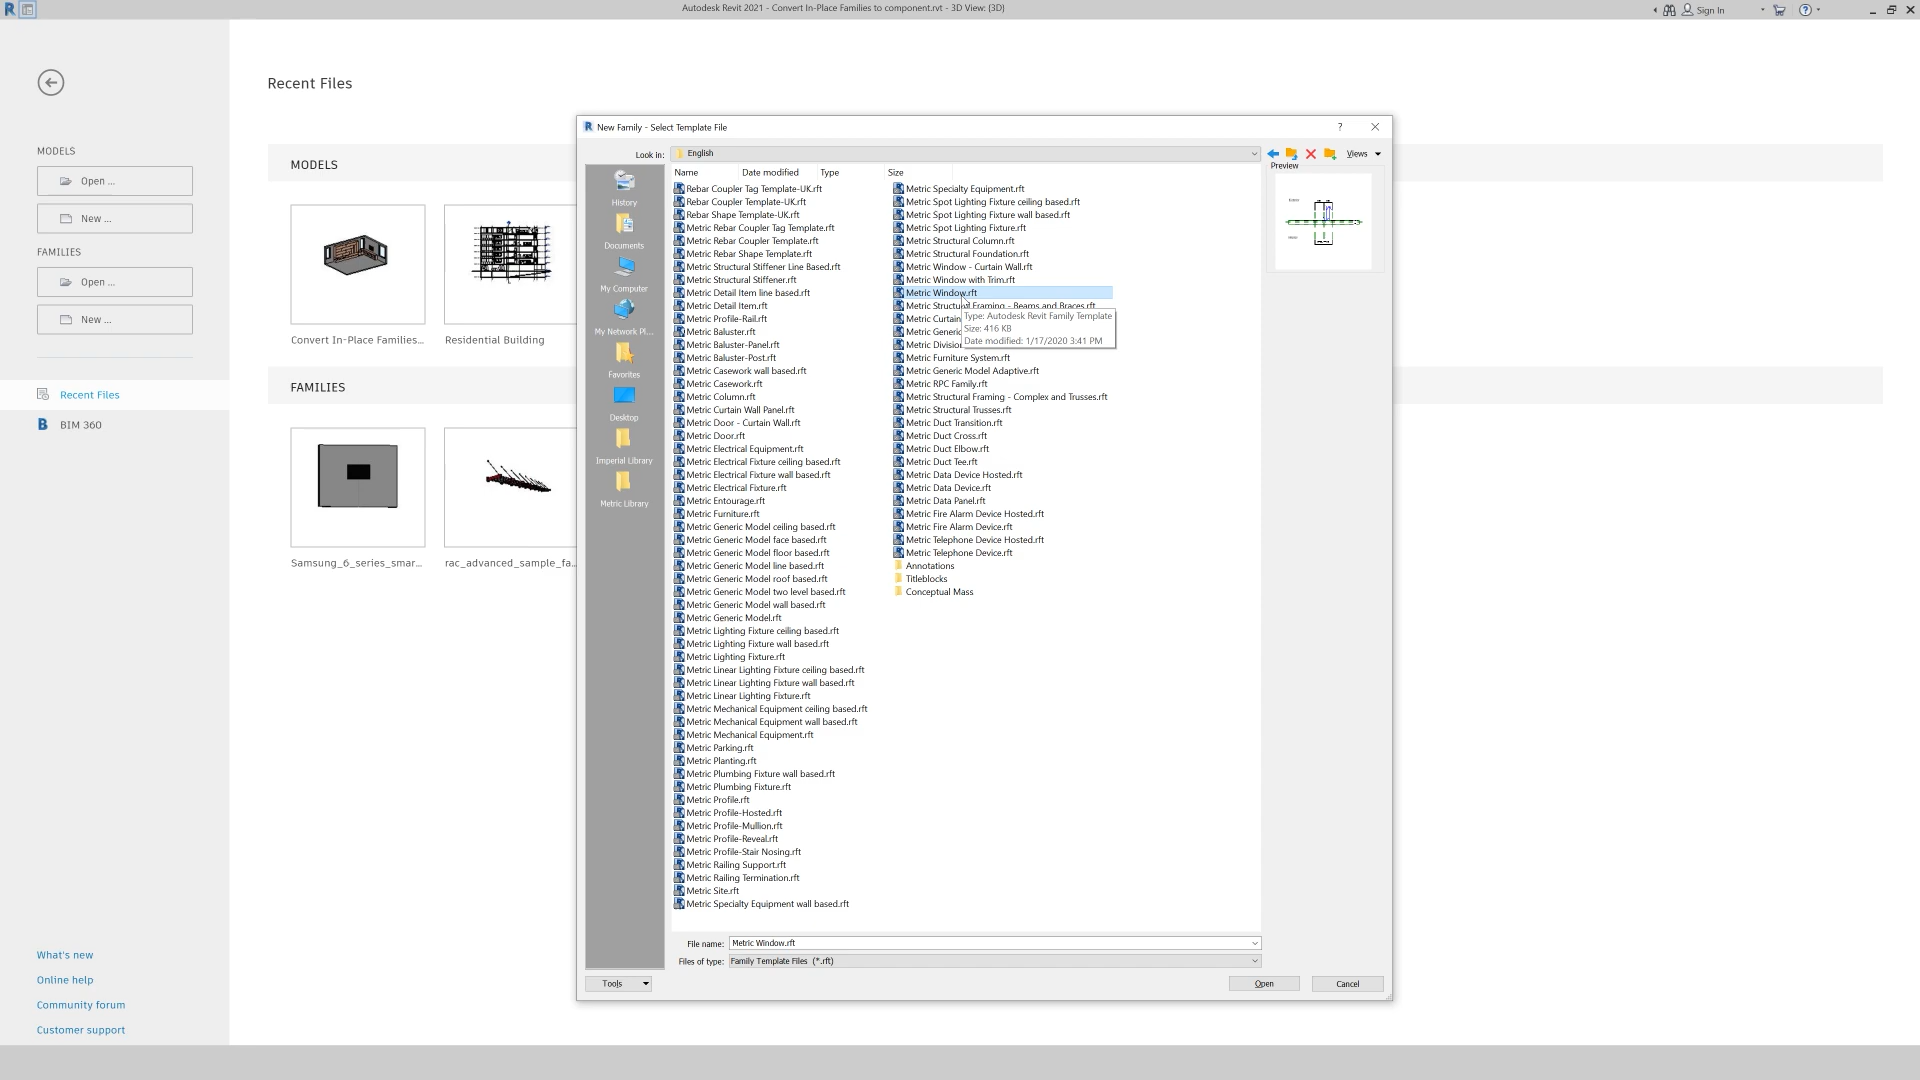 Autodesk Revit 2021 - Convert In-Place Families to component.rvt - 3D View: {3D}
Sign In
Recent Files
MODELS
Open ...
New ...
FAMILIES
Open ...
New ...
Recent Files
BIM 360
What's new
Online help
Community forum
Customer support
MODELS
Convert In-Place Families...
Residential Building
FAMILIES
Samsung_6_series_smar...
rac_advanced_sample_fa...
New Family - Select Template File
Look in:
English
Views
History
Documents
My Computer
My Network Pl...
Favorites
Desktop
Imperial Library
Metric Library
Name
Date modified
Type
Size
Rebar Coupler Tag Template-UK.rft
Rebar Coupler Template-UK.rft
Rebar Shape Template-UK.rft
Metric Rebar Coupler Tag Template.rft
Metric Rebar Coupler Template.rft
Metric Rebar Shape Template.rft
Metric Structural Stiffener Line Based.rft
Metric Structural Stiffener.rft
Metric Detail Item line based.rft
Metric Detail Item.rft
Metric Profile-Rail.rft
Metric Baluster.rft
Metric Baluster-Panel.rft
Metric Baluster-Post.rft
Metric Casework wall based.rft
Metric Casework.rft
Metric Column.rft
Metric Curtain Wall Panel.rft
Metric Door - Curtain Wall.rft
Metric Door.rft
Metric Electrical Equipment.rft
Metric Electrical Fixture ceiling based.rft
Metric Electrical Fixture wall based.rft
Metric Electrical Fixture.rft
Metric Entourage.rft
Metric Furniture.rft
Metric Generic Model ceiling based.rft
Metric Generic Model face based.rft
Metric Generic Model floor based.rft
Metric Generic Model line based.rft
Metric Generic Model roof based.rft
Metric Generic Model two level based.rft
Metric Generic Model wall based.rft
Metric Generic Model.rft
Metric Lighting Fixture ceiling based.rft
Metric Lighting Fixture wall based.rft
Metric Lighting Fixture.rft
Metric Linear Lighting Fixture ceiling based.rft
Metric Linear Lighting Fixture wall based.rft
Metric Linear Lighting Fixture.rft
Metric Mechanical Equipment ceiling based.rft
Metric Mechanical Equipment wall based.rft
Metric Mechanical Equipment.rft
Metric Parking.rft
Metric Planting.rft
Metric Plumbing Fixture wall based.rft
Metric Plumbing Fixture.rft
Metric Profile.rft
Metric Profile-Hosted.rft
Metric Profile-Mullion.rft
Metric Profile-Reveal.rft
Metric Profile-Stair Nosing.rft
Metric Railing Support.rft
Metric Railing Termination.rft
Metric Site.rft
Metric Specialty Equipment wall based.rft
Metric Specialty Equipment.rft
Metric Spot Lighting Fixture ceiling based.rft
Metric Spot Lighting Fixture wall based.rft
Metric Spot Lighting Fixture.rft
Metric Structural Column.rft
Metric Structural Foundation.rft
Metric Window - Curtain Wall.rft
Metric Window with Trim.rft
Metric Window.rft
Metric Structural Framing - Beams and Braces.rft
Metric Curtain
Metric Generic
Metric Division
Metric Furniture System.rft
Metric Generic Model Adaptive.rft
Metric RPC Family.rft
Metric Structural Framing - Complex and Trusses.rft
Metric Structural Trusses.rft
Metric Duct Transition.rft
Metric Duct Cross.rft
Metric Duct Elbow.rft
Metric Duct Tee.rft
Metric Data Device Hosted.rft
Metric Data Device.rft
Metric Data Panel.rft
Metric Fire Alarm Device Hosted.rft
Metric Fire Alarm Device.rft
Metric Telephone Device Hosted.rft
Metric Telephone Device.rft
Annotations
Titleblocks
Conceptual Mass
Type: Autodesk Revit Family Template
Size: 416 KB
Date modified: 1/17/2020 3:41 PM
Preview
File name:
Metric Window.rft
Files of type:
Family Template Files (*.rft)
Tools
Open
Cancel